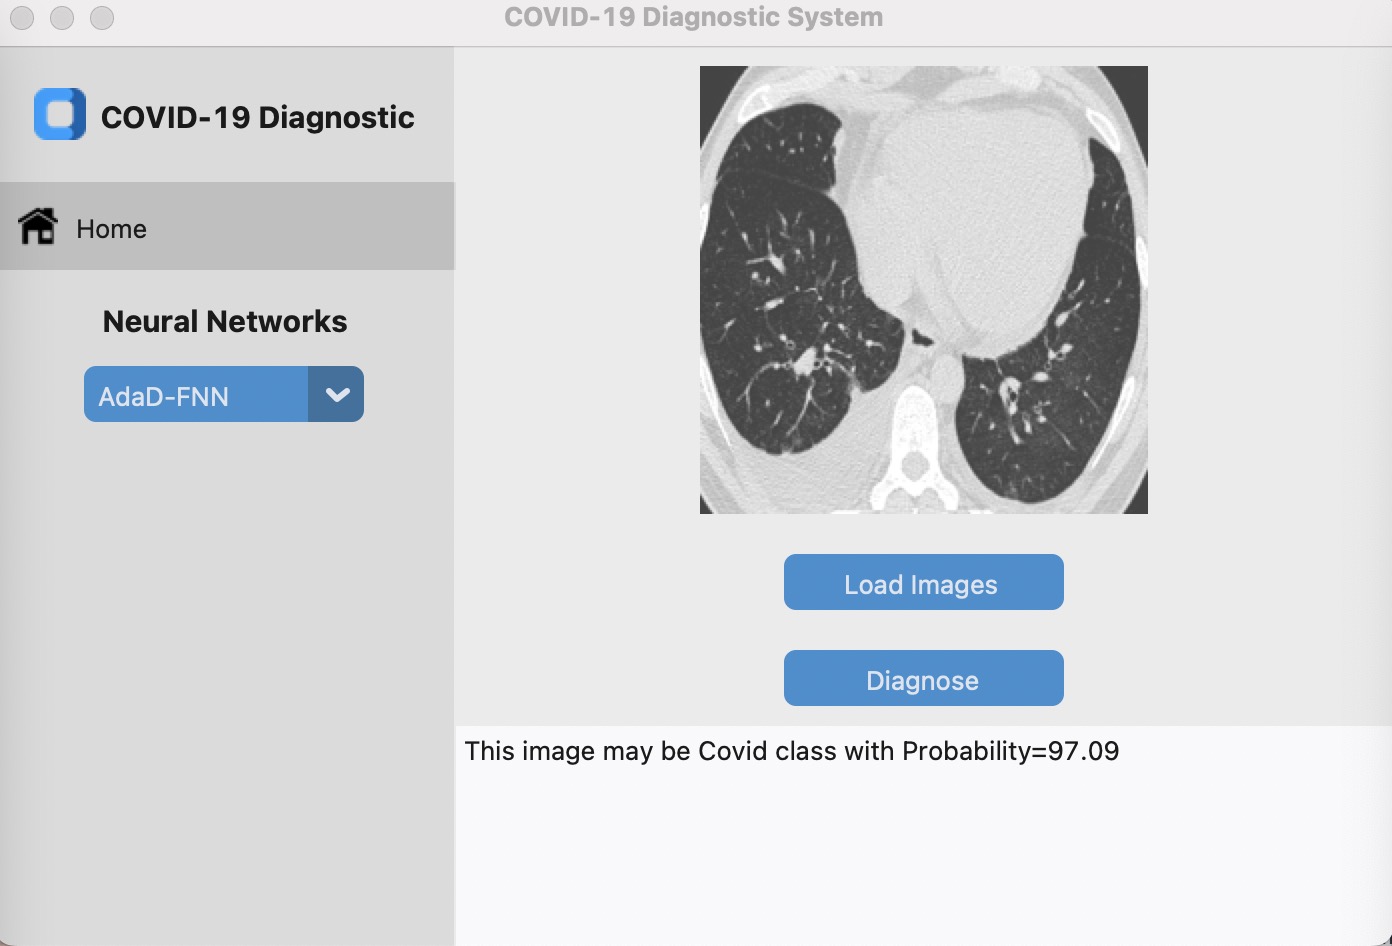 COVID-19 Diagnostic System
COVID-19 Diagnostic
Home
Neural Networks
AdaD-FNN
Load Images
Diagnose
This image may be Covid class with Probability=97.09